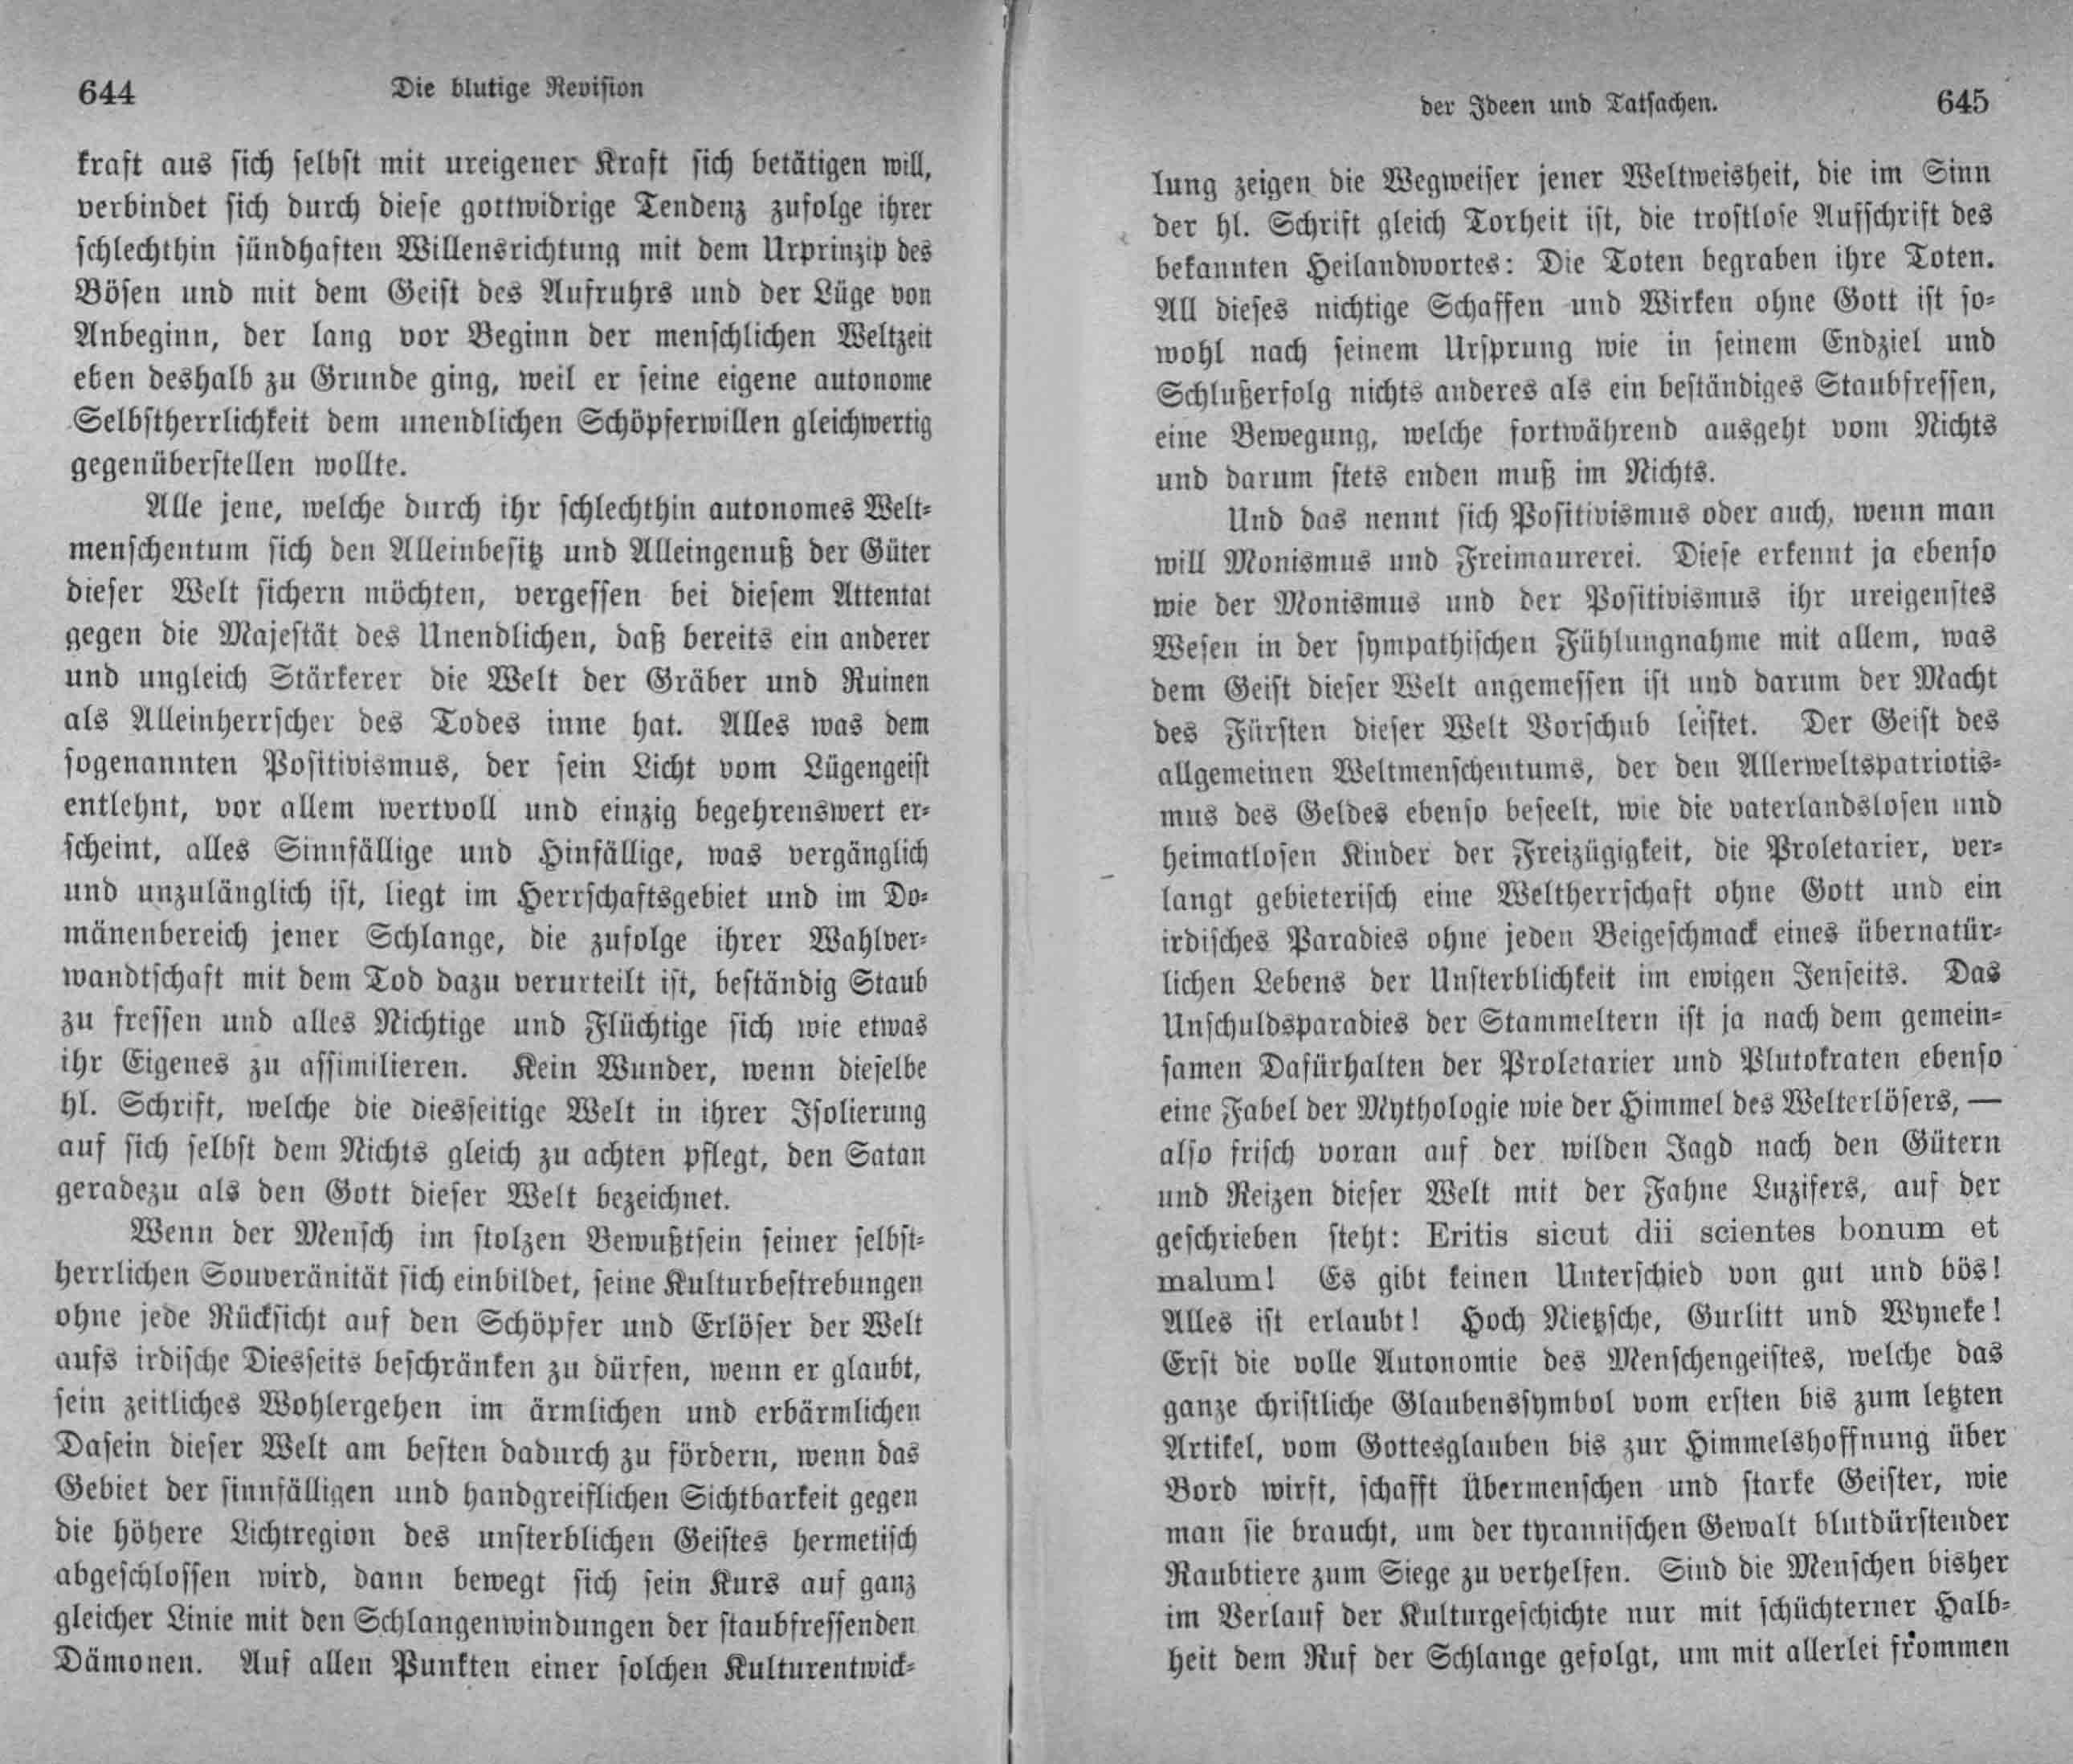 644
Die blutige Revision
kraft aus sich selbst mit ureigener Kraft sich betätigen will,
verbindet sich durch diese gottwidrige Tendenz zufolge ihrer
schlechthin sündhaften Willensrichtung mit dem Urprinzip des
Bösen und mit dem Geist des Aufruhrs und der Lüge von
Anbeginn, der lang vor Beginn der menschlichen Weltzeit
eben deshalb zu Grunde ging, weil er seine eigene autonome
Selbstherrlichkeit dem unendlichen Schöpferwillen gleichwertig
gegenüberstellen wollte.
Alle jene, welche durch ihr schlechthin autonomes Welt-
menschentum sich den Alleinbesitz und Alleingenuß der Güter
dieser Welt sichern möchten, vergessen bei diesem Attentat
gegen die Majestät des Unendlichen, daß bereits ein anderer
und ungleich Stärkerer die Welt der Gräber und Ruinen
als Alleinherrscher des Todes inne hat. Alles was dem
sogenannten Positivismus, der sein Licht vom Lügengeist
entlehnt, vor allem wertvoll und einzig begehrenswert er-
scheint, alles Sinnfällige und Hinfällige, was vergänglich
und unzulänglich ist, liegt im Herrschaftsgebiet und im Do-
mänenbereich jener Schlange, die zufolge ihrer Wahlver-
wandtschaft mit dem Tod dazu verurteilt ist, beständig Staub
zu fressen und alles Nichtige und Flüchtige sich wie etwas
ihr Eigenes zu assimilieren. Kein Wunder, wenn dieselbe
hl. Schrift, welche die diesseitige Welt in ihrer Isolierung
auf sich selbst dem Nichts gleich zu achten pflegt, den Satan
geradezu als den Gott dieser Welt bezeichnet.
Wenn der Mensch im stolzen Bewußtsein seiner selbst-
herrlichen Souveränität sich einbildet, seine Kulturbestrebungen
ohne jede Rücksicht auf den Schöpfer und Erlöser der Welt
aufs irdische Diesseits beschränken zu dürfen, wenn er glaubt,
sein zeitliches Wohlergehen im ärmlichen und erbärmlichen
Dasein dieser Welt am besten dadurch zu fördern, wenn das
Gebiet der sinnfälligen und handgreiflichen Sichtbarkeit gegen
die höhere Lichtregion des unsterblichen Geistes hermetisch
abgeschlossen wird, dann bewegt sich sein Kurs auf ganz
gleicher Linie mit den Schlangenwindungen der staubfressenden
Dämonen. Auf allen Punkten einer solchen Kulturentwick-
der Ideen und Tatsachen.
645
lung zeigen die Wegweiser jener Weltweisheit, die im Sinn
der hl. Schrift gleich Torheit ist, die trostlose Aufschrift des
bekannten Heilandwortes: Die Toten begraben ihre Toten.
All dieses nichtige Schaffen und Wirken ohne Gott ist so-
wohl nach seinem Ursprung wie in seinem Endziel und
Schlußerfolg nichts anderes als ein beständiges Staubfressen,
eine Bewegung, welche fortwährend ausgeht vom Nichts
und darum stets enden muß im Nichts.
Und das nennt sich Positivismus oder auch, wenn man
will Monismus und Freimaurerei. Diese erkennt ja ebenso
wie der Monismus und der Positivismus ihr ureigenstes
Wesen in der sympathischen Fühlungnahme mit allem, was
dem Geist dieser Welt angemessen ist und darum der Macht
des Fürsten dieser Welt Vorschub leistet. Der Geist des
allgemeinen Weltmenschentums, der den Allerweltspatriotis-
mus des Geldes ebenso beseelt, wie die vaterlandslosen und
heimatlosen Kinder der Freizügigkeit, die Proletarier, ver-
langt gebieterisch eine Weltherrschaft ohne Gott und ein
irdisches Paradies ohne jeden Beigeschmack eines übernatür-
lichen Lebens der Unsterblichkeit im ewigen Jenseits. Das
Unschuldsparadies der Stammeltern ist ja nach dem gemein-
samen Dafürhalten der Proletarier und Plutokraten ebenso
eine Fabel der Mythologie wie der Himmel des Welterlösers, —
also frisch voran auf der wilden Jagd nach den Gütern
und Reizen dieser Welt mit der Fahne Luzifers, auf der
geschrieben steht: Eritis sicut dii scientes bonum et
malum! Es gibt keinen Unterschied von gut und bös!
Alles ist erlaubt! Hoch Nietzsche, Gurlitt und Wyneke!
Erst die volle Autonomie des Menschengeistes, welche das
ganze christliche Glaubenssymbol vom ersten bis zum letzten
Artikel, vom Gottesglauben bis zur Himmelshoffnung über
Bord wirft, schafft Übermenschen und starke Geister, wie
man sie braucht, um der tyrannischen Gewalt blutdürstender
Raubtiere zum Siege zu verhelfen. Sind die Menschen bisher
im Verlauf der Kulturgeschichte nur mit schüchterner Halb-
heit dem Ruf der Schlange gefolgt, um mit allerlei frommen